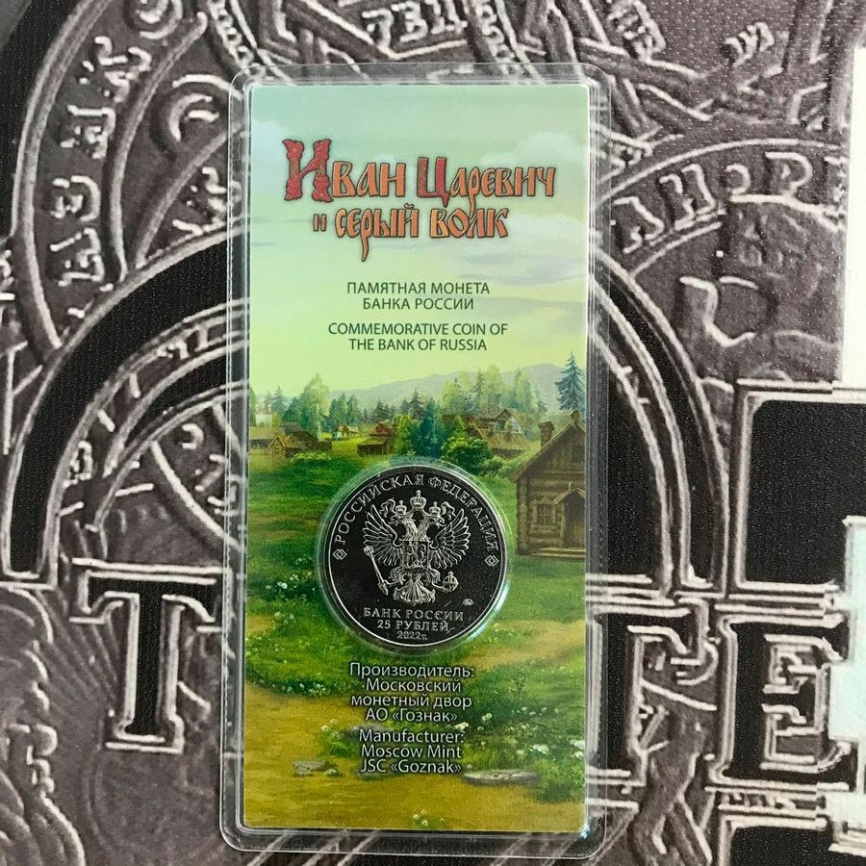 Иван Царевич
и серый волк
ПАМЯТНАЯ МОНЕТА
БАНКА РОССИИ
COMMEMORATIVE COIN OF
THE BANK OF RUSSIA
РОССИЙСКАЯ ФЕДЕРАЦИЯ
БАНК РОССИИ
25 РУБЛЕЙ
2022г.
Производитель:
Московский
монетный двор
АО «Гознак»
Manufacturer:
Moscow Mint
JSC «Goznak»